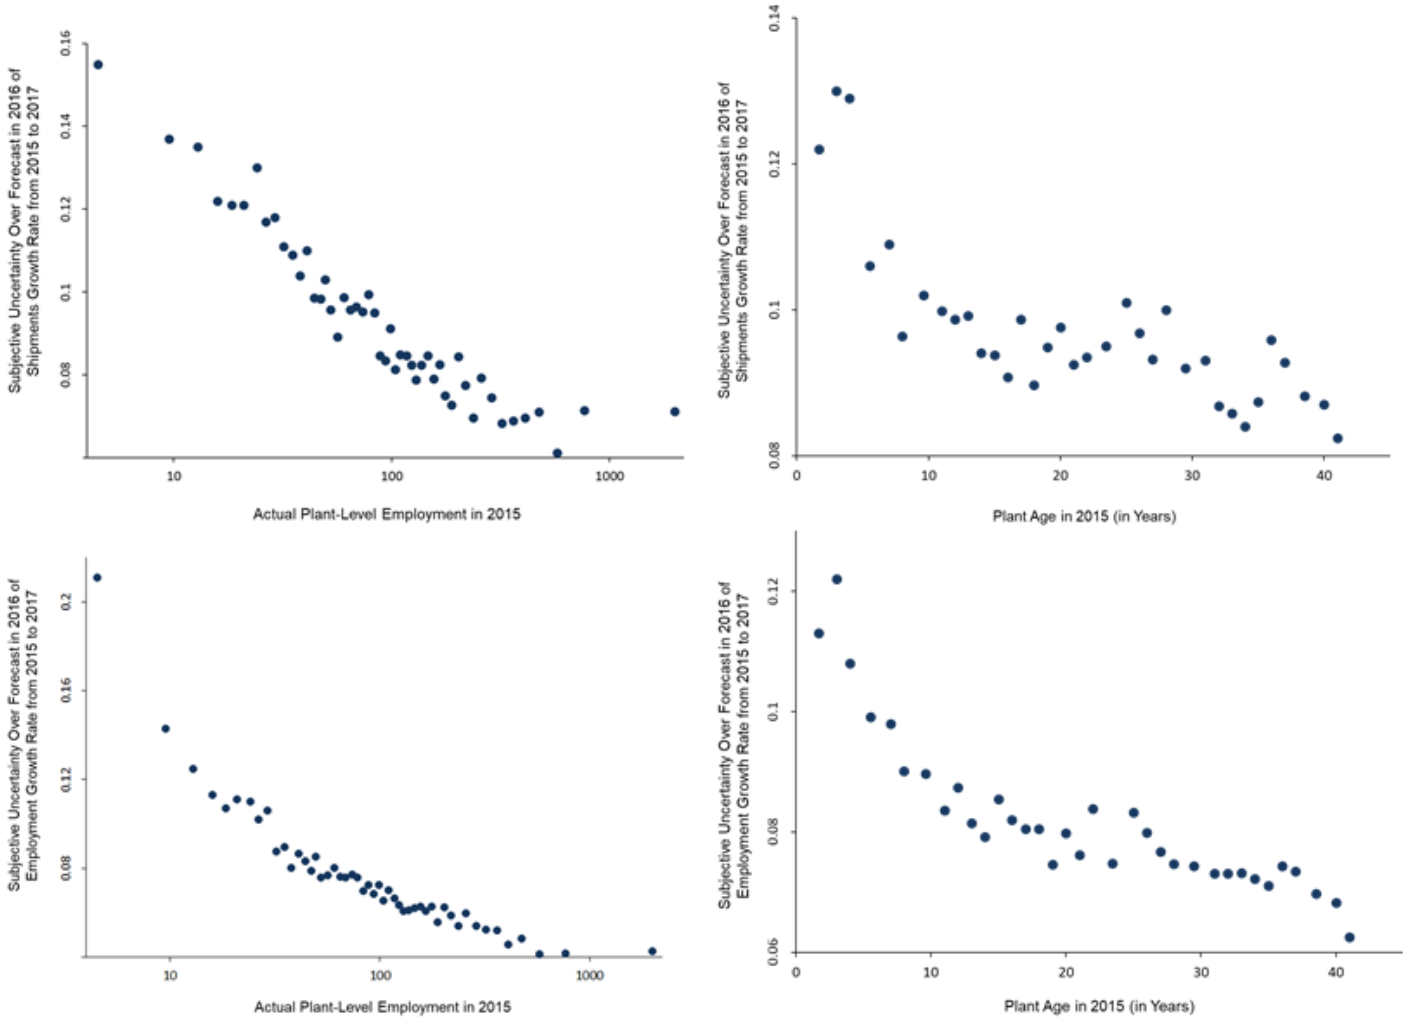 Subjective Uncertainty Over Forecast in 2016 of
Shipments Growth Rate from 2015 to 2017
0.16
0.14
0.12
0.1
0.08
10
100
1000
Actual Plant-Level Employment in 2015
Subjective Uncertainty Over Forecast in 2016 of
Shipments Growth Rate from 2015 to 2017
0.14
0.12
0.1
0.08
0
10
20
30
40
Plant Age in 2015 (in Years)
Subjective Uncertainty Over Forecast in 2016 of
Employment Growth Rate from 2015 to 2017
0.2
0.16
0.12
0.08
10
100
1000
Actual Plant-Level Employment in 2015
Subjective Uncertainty Over Forecast in 2016 of
Employment Growth Rate from 2015 to 2017
0.12
0.1
0.08
0.06
0
10
20
30
40
Plant Age in 2015 (in Years)